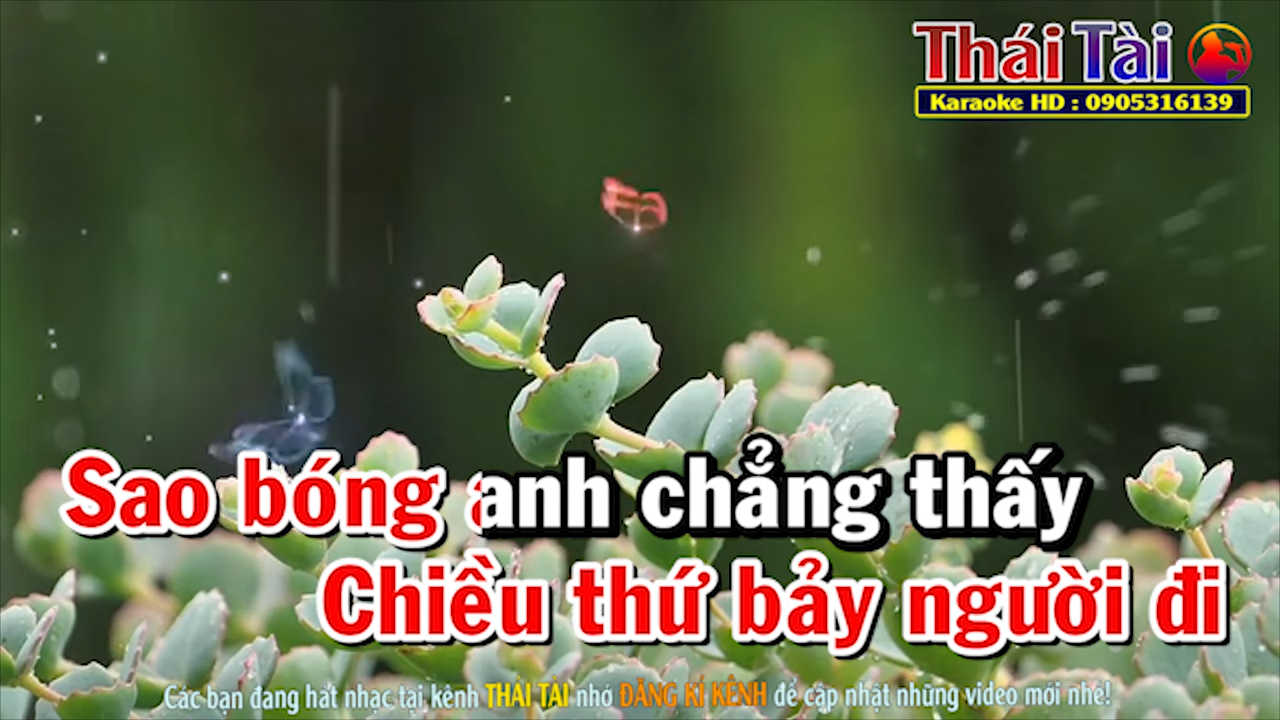 Thái Tài
Karaoke HD : 0905316139
Sao bóng anh chẳng thấy
Chiều thứ bảy người đi
Các bạn đang hát nhạc tại kênh THÁI TÀI nhớ ĐĂNG KÍ KÊNH để cập nhật những video mới nhé!